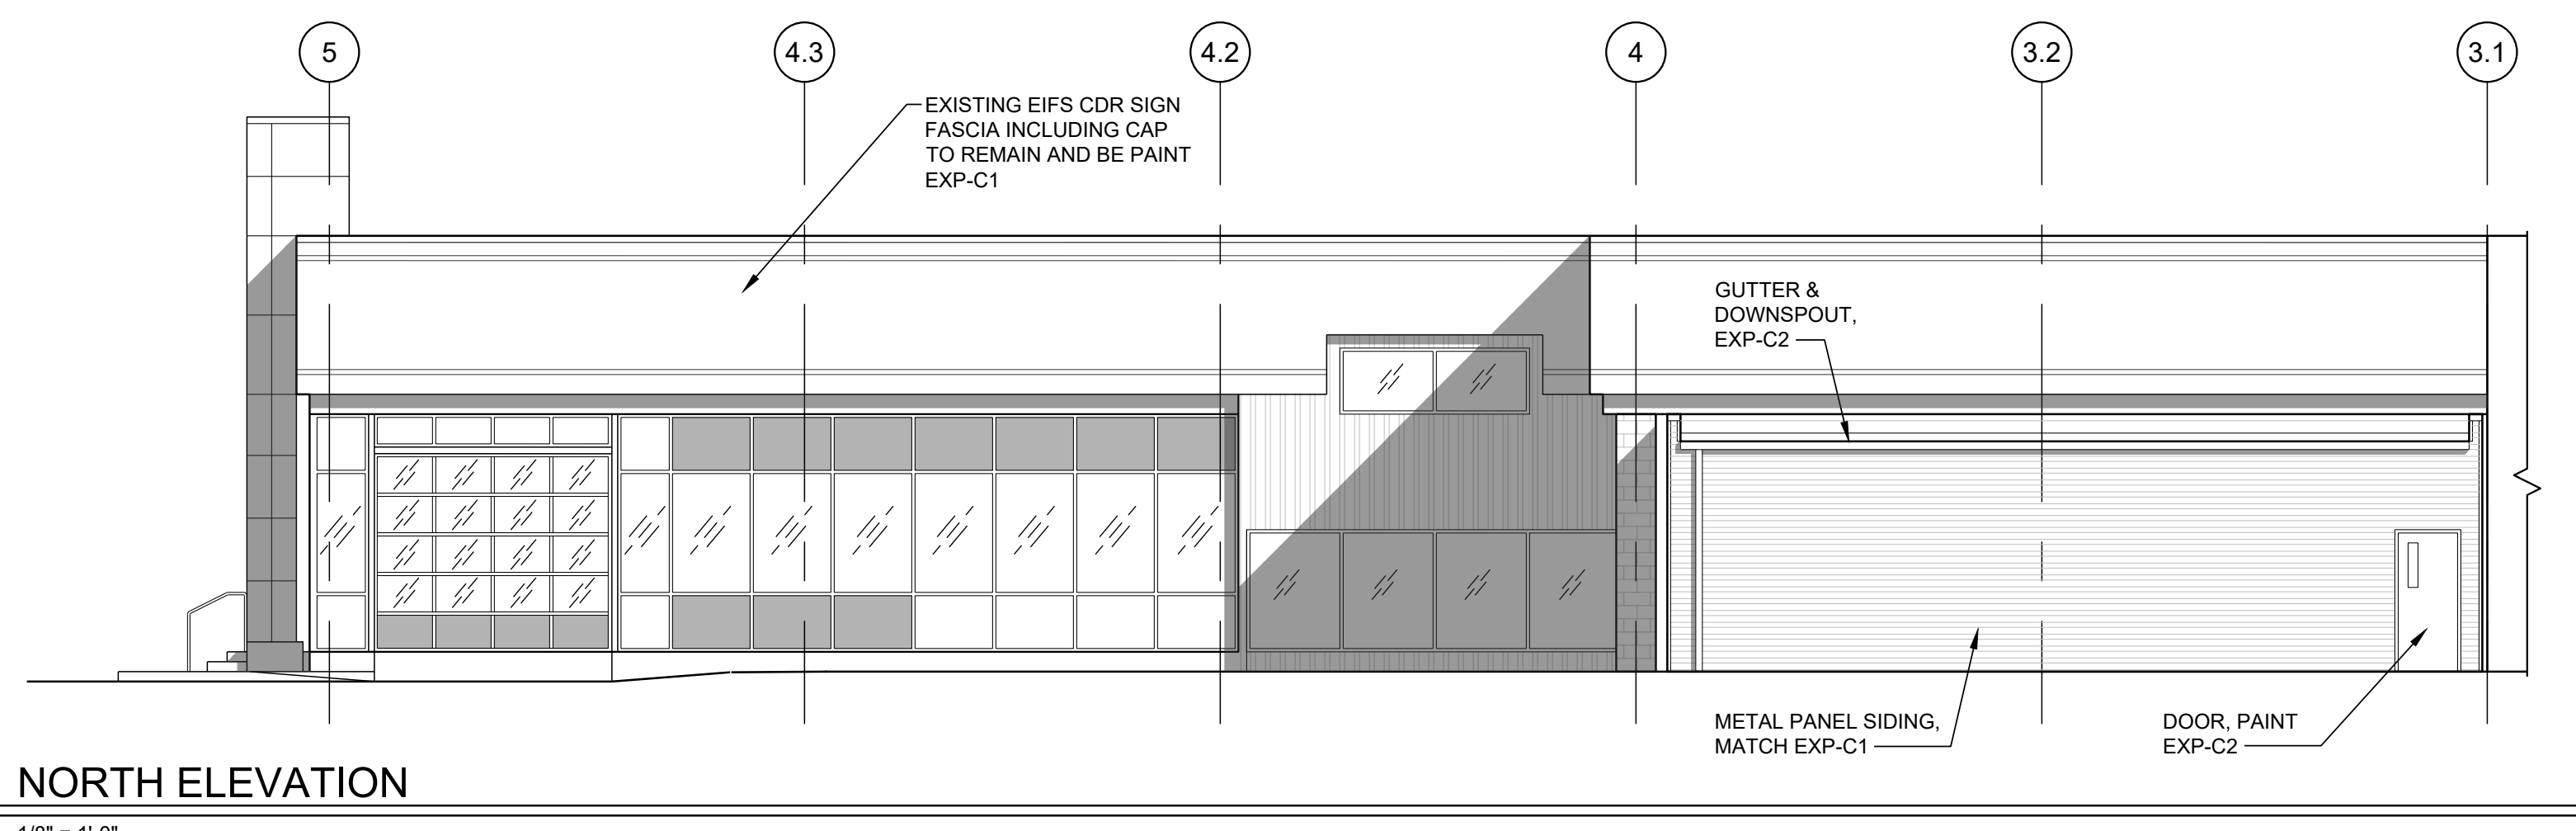 5 4.3 4.2 4 3.2 3.1
EXISTING EIFS CDR SIGN
FASCIA INCLUDING CAP
TO REMAIN AND BE PAINT
EXP-C1
GUTTER &
DOWNSPOUT,
EXP-C2
METAL PANEL SIDING,
MATCH EXP-C1
DOOR, PAINT
EXP-C2
NORTH ELEVATION